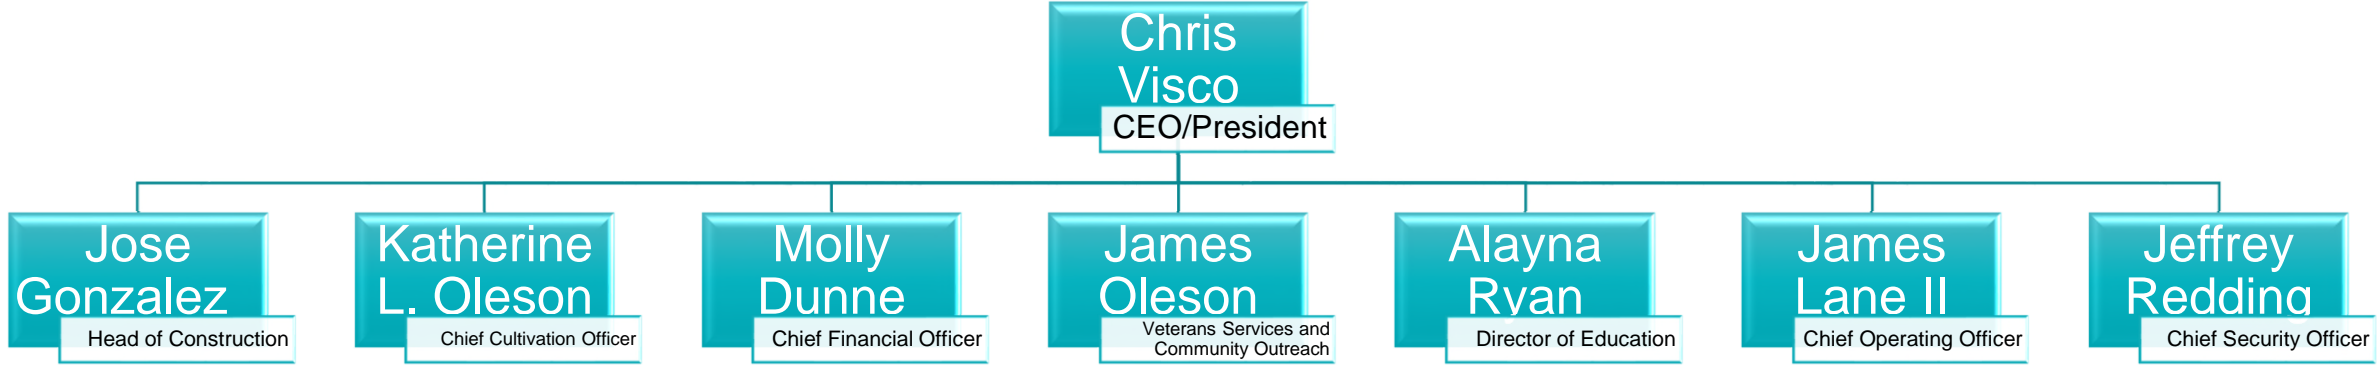 Chris
Visco
CEO/President
Jose
Gonzalez
Head of Construction
Katherine
L. Oleson
Chief Cultivation Officer
Molly
Dunne
Chief Financial Officer
James
Oleson
Veterans Services and
Community Outreach
Alayna
Ryan
Director of Education
James
Lane II
Chief Operating Officer
Jeffrey
Redding
Chief Security Officer